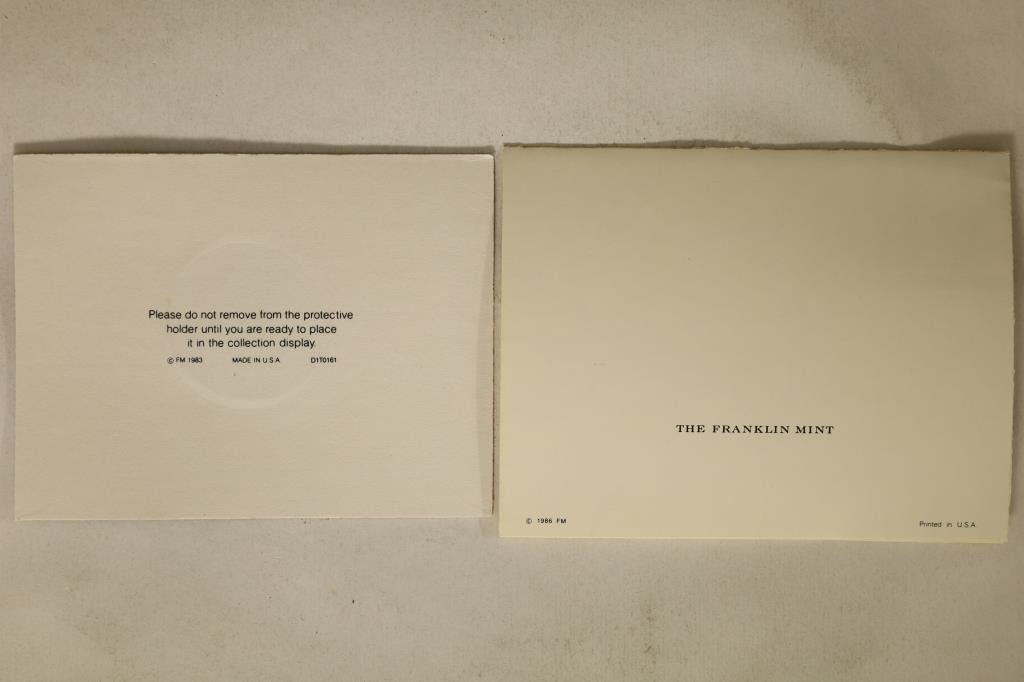 Please do not remove from the protective
holder until you are ready to place
it in the collection display.
© FM 1983 MADE IN U.S.A. D1T0161
THE FRANKLIN MINT
© 1986 FM Printed in U.S.A.